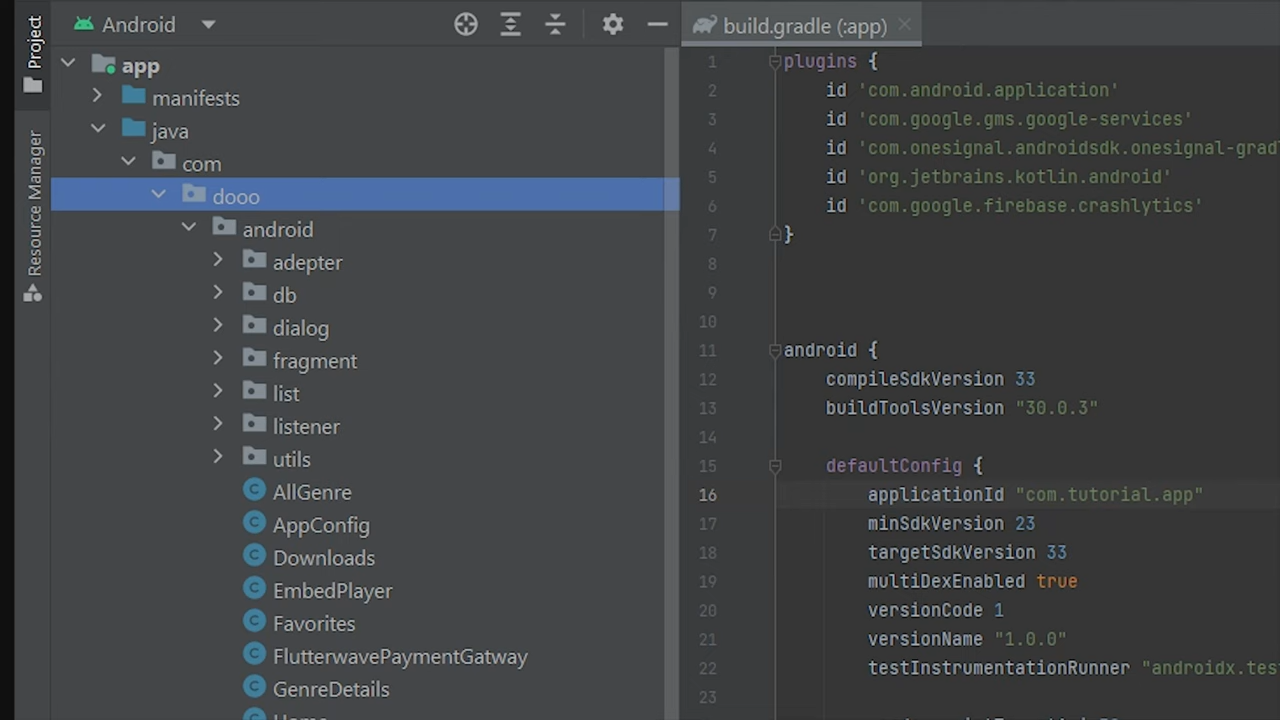 Project
Resource Manager
Android
app
manifests
java
com
dooo
android
adepter
db
dialog
fragment
list
listener
utils
AllGenre
AppConfig
Downloads
EmbedPlayer
Favorites
FlutterwavePaymentGatway
GenreDetails
Home
build.gradle (:app)
1 plugins {
2 id 'com.android.application'
3 id 'com.google.gms.google-services'
4 id 'com.onesignal.androidsdk.onesignal-grad
5 id 'org.jetbrains.kotlin.android'
6 id 'com.google.firebase.crashlytics'
7 }
8
9
10
11 android {
12 compileSdkVersion 33
13 buildToolsVersion "30.0.3"
14
15 defaultConfig {
16 applicationId "com.tutorial.app"
17 minSdkVersion 23
18 targetSdkVersion 33
19 multiDexEnabled true
20 versionCode 1
21 versionName "1.0.0"
22 testInstrumentationRunner "androidx.tes
23